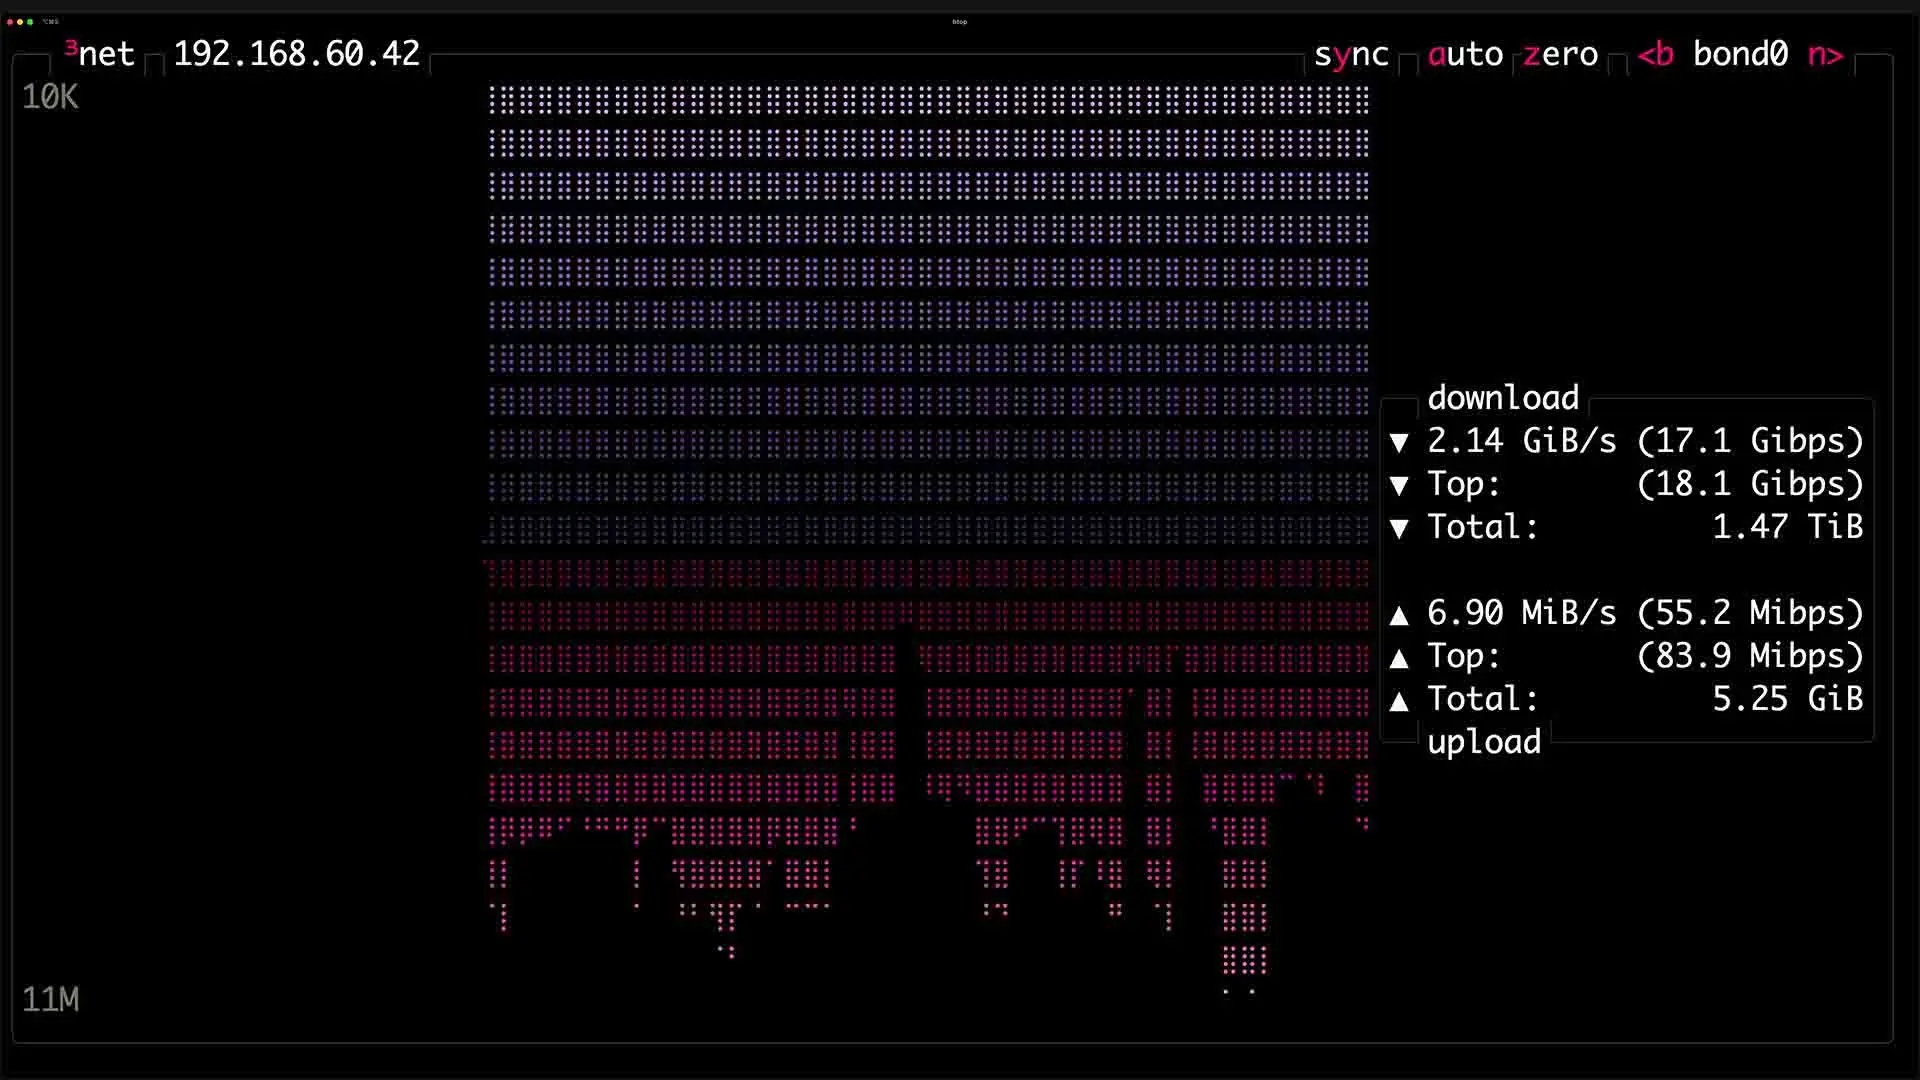 btop
³net 192.168.60.42 sync auto zero <b bond0 n>
10K
download
▼ 2.14 GiB/s (17.1 Gibps)
▼ Top: (18.1 Gibps)
▼ Total: 1.47 TiB
▲ 6.90 MiB/s (55.2 Mibps)
▲ Top: (83.9 Mibps)
▲ Total: 5.25 GiB
upload
11M